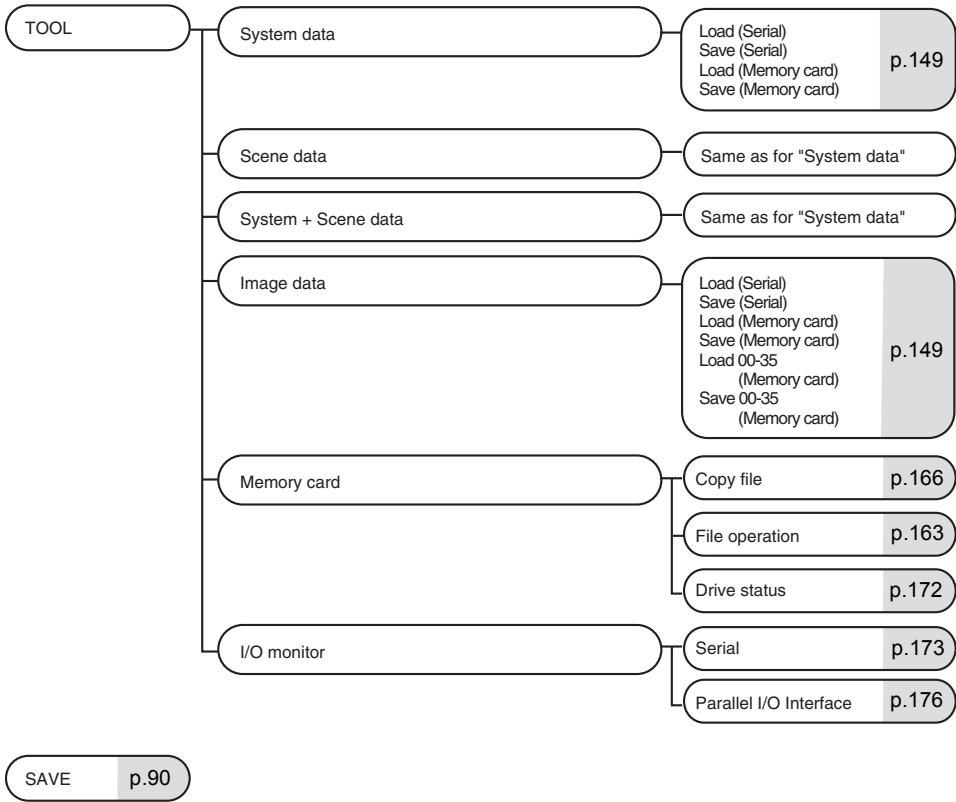 TOOL
System data
Load (Serial)
Save (Serial)
Load (Memory card)
Save (Memory card)
p.149
Scene data
Same as for "System data"
System + Scene data
Same as for "System data"
Image data
Load (Serial)
Save (Serial)
Load (Memory card)
Save (Memory card)
Load 00-35
(Memory card)
Save 00-35
(Memory card)
p.149
Memory card
Copy file p.166
File operation p.163
Drive status p.172
I/O monitor
Serial p.173
Parallel I/O Interface p.176
SAVE p.90